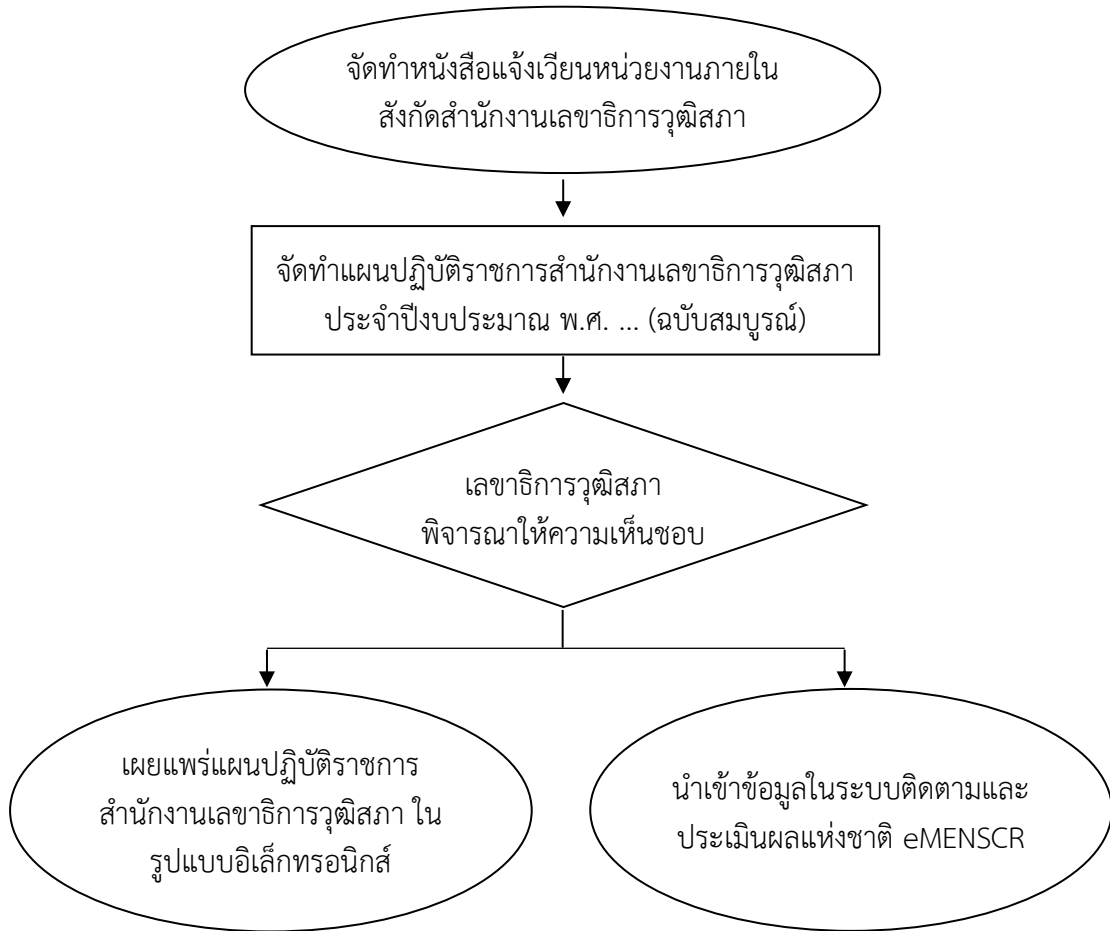 จัดทำหนังสือแจ้งเวียนหน่วยงานภายใน
สังกัดสำนักงานเลขาธิการวุฒิสภา
จัดทำแผนปฏิบัติราชการสำนักงานเลขาธิการวุฒิสภา
ประจำปีงบประมาณ พ.ศ. ... (ฉบับสมบูรณ์)
เลขาธิการวุฒิสภา
พิจารณาให้ความเห็นชอบ
เผยแพร่แผนปฏิบัติราชการ
สำนักงานเลขาธิการวุฒิสภา ใน
รูปแบบอิเล็กทรอนิกส์
นำเข้าข้อมูลในระบบติดตามและ
ประเมินผลแห่งชาติ eMENSCR